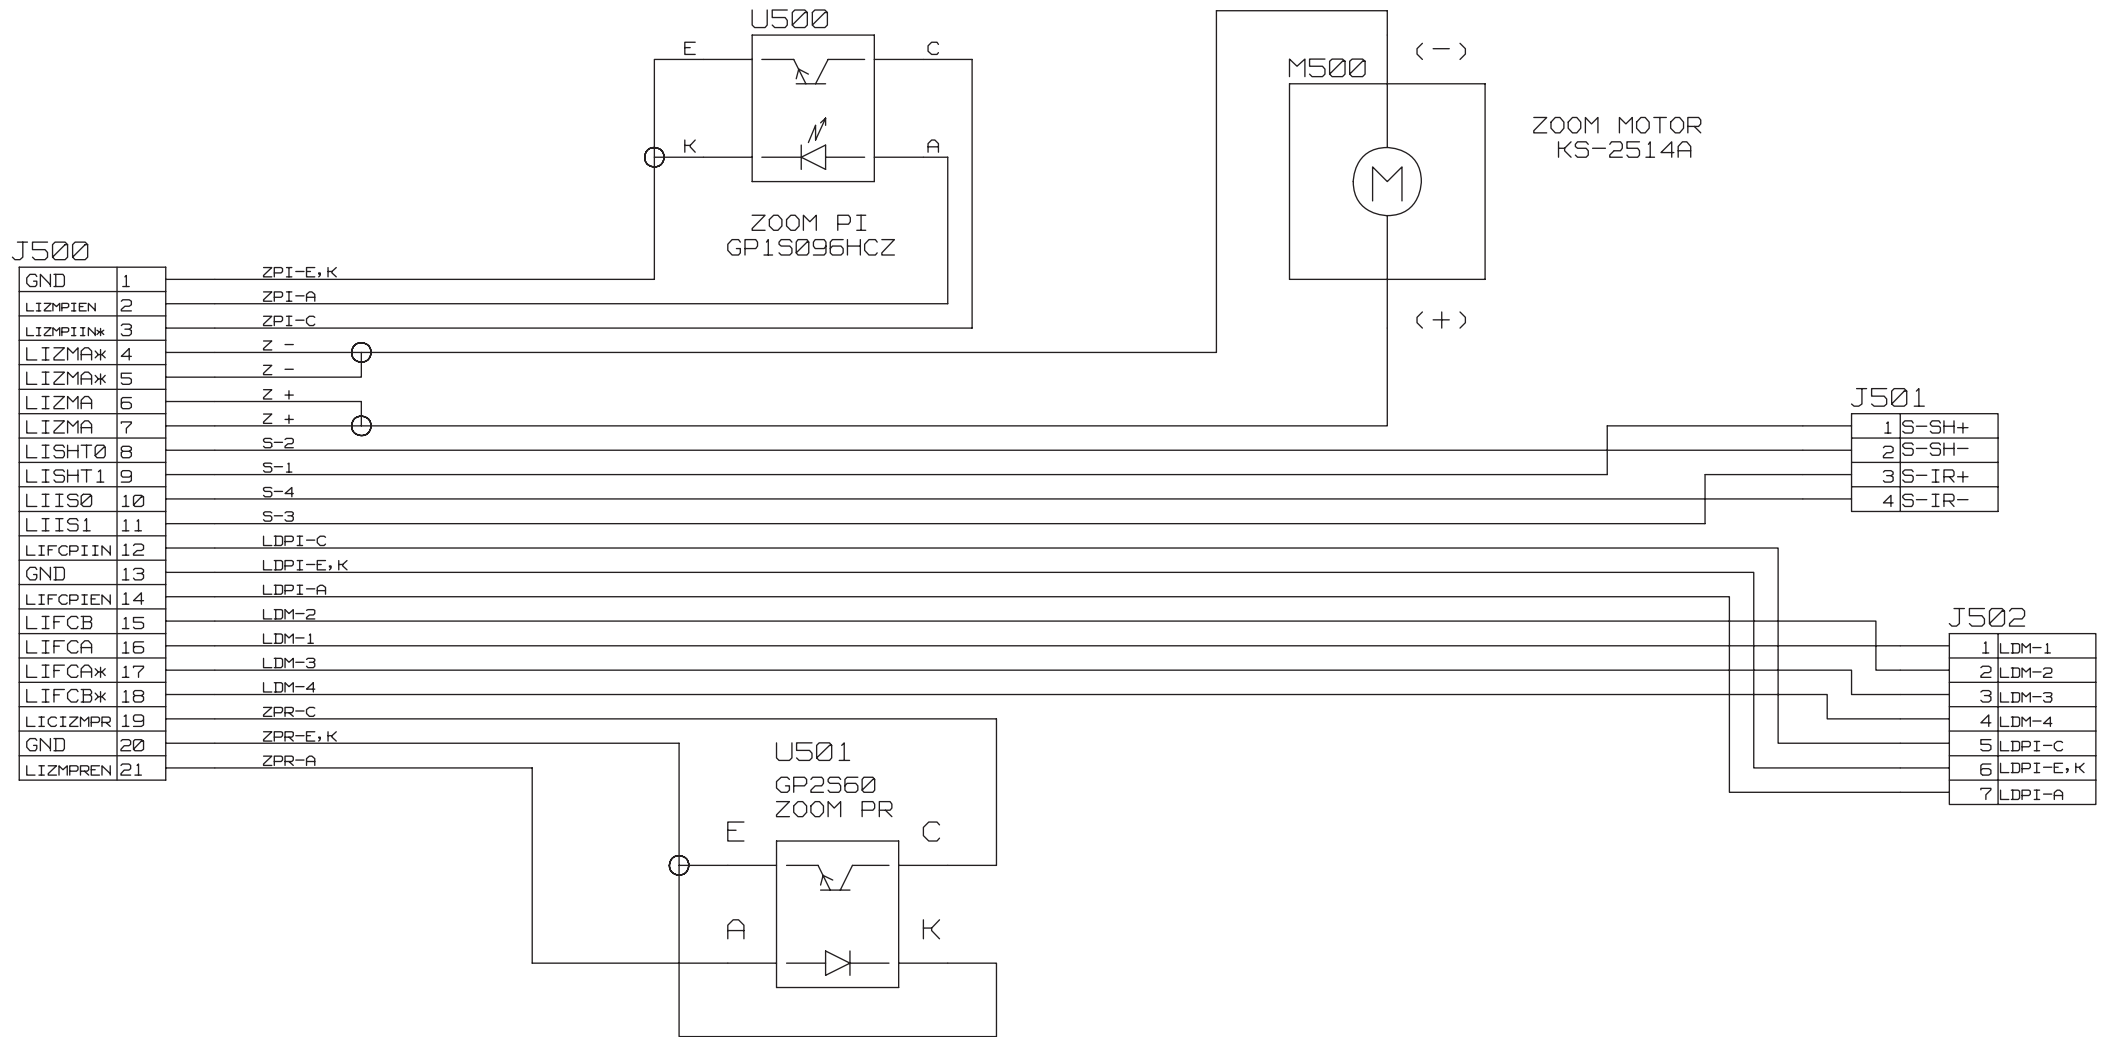 U500
E C
K A
ZOOM PI
GP1S096HCZ
(-)
M500
M
(+)
ZOOM MOTOR
KS-2514A
J500
GND 1 ZPI-E,K
LIZMPIEN 2 ZPI-A
LIZMPIIN* 3 ZPI-C
LIZMA* 4 Z -
LIZMA* 5 Z -
LIZMA 6 Z +
LIZMA 7 Z +
LISHT0 8 S-2
LISHT1 9 S-1
LIIS0 10 S-4
LIIS1 11 S-3
LIFCPIIN 12 LDPI-C
GND 13 LDPI-E,K
LIFCPIEN 14 LDPI-A
LIFCB 15 LDM-2
LIFCA 16 LDM-1
LIFCA* 17 LDM-3
LIFCB* 18 LDM-4
LICIZMPR 19 ZPR-C
GND 20 ZPR-E,K
LIZMPREN 21 ZPR-A
J501
1 S-SH+
2 S-SH-
3 S-IR+
4 S-IR-
J502
1 LDM-1
2 LDM-2
3 LDM-3
4 LDM-4
5 LDPI-C
6 LDPI-E,K
7 LDPI-A
U501
GP2S60
ZOOM PR
E C
A K